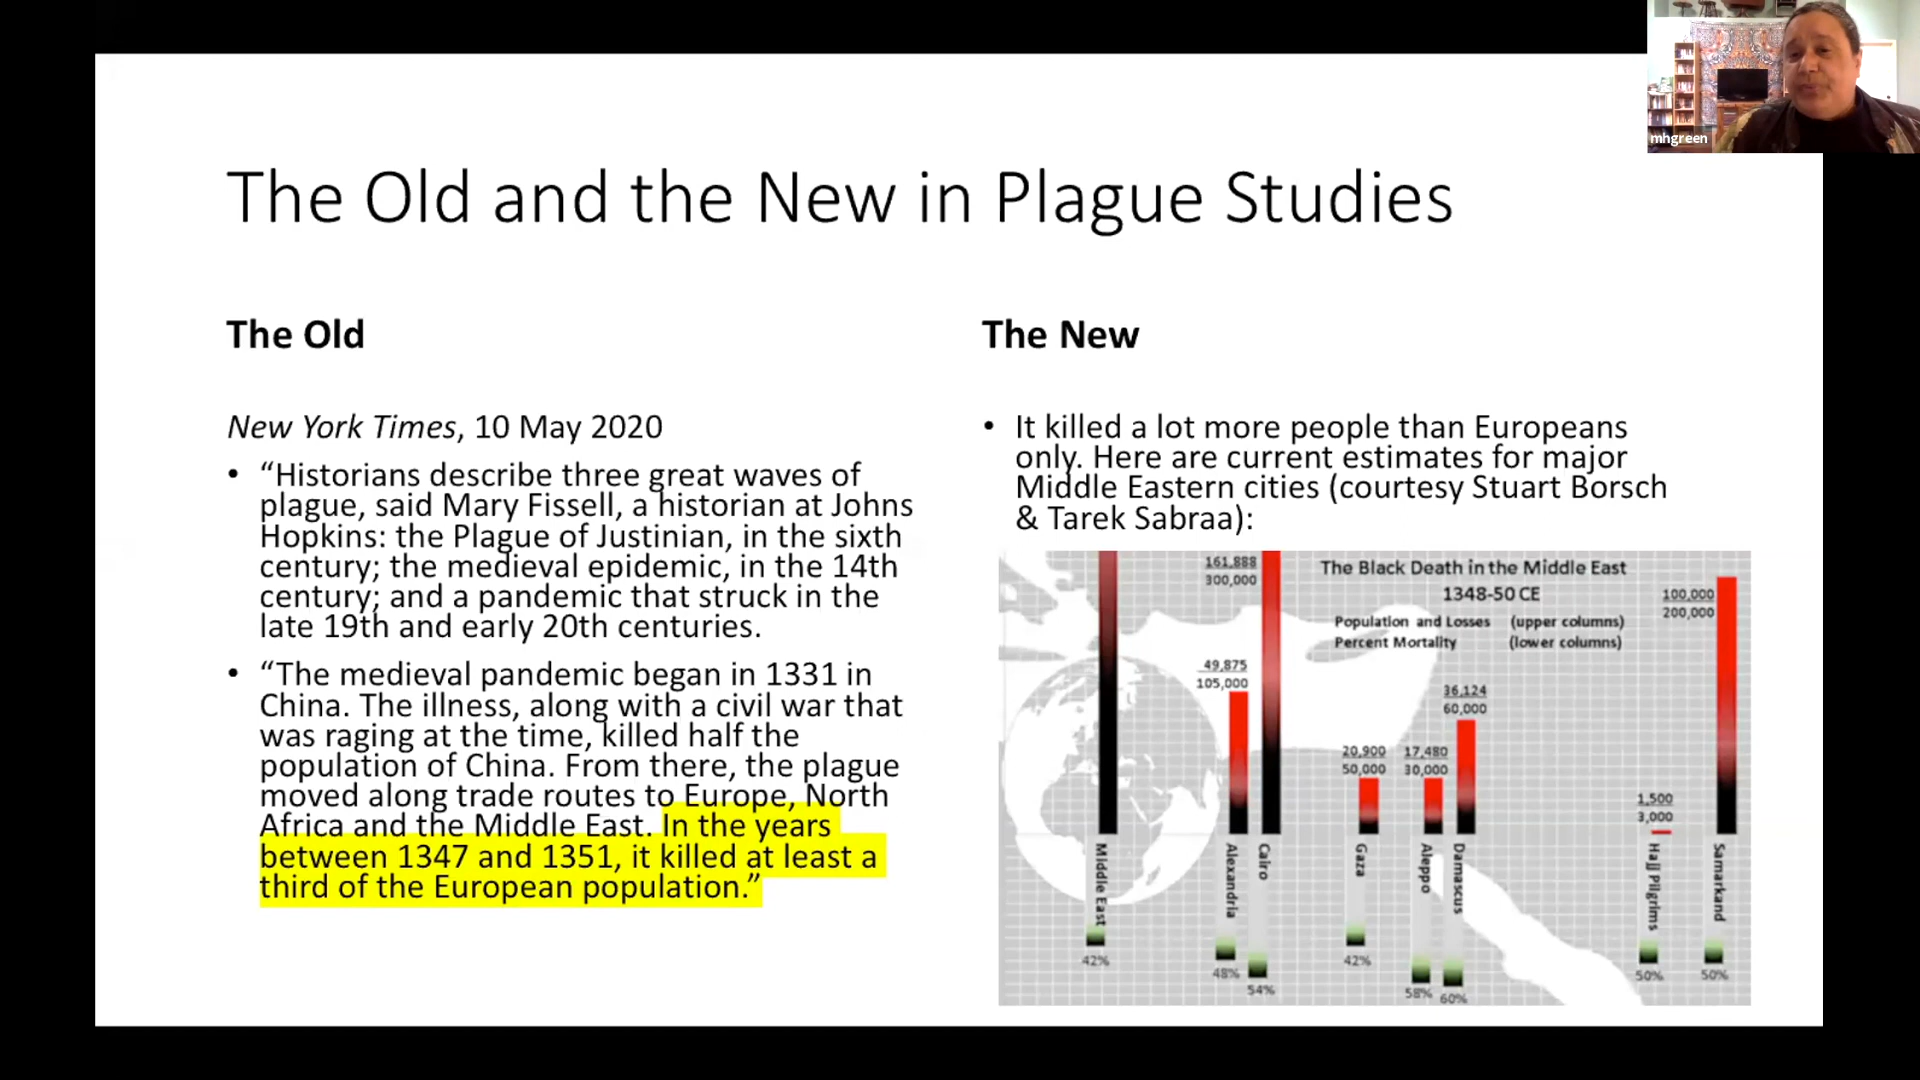 mhgreen
The Old and the New in Plague Studies
The Old
New York Times, 10 May 2020
• “Historians describe three great waves of
plague, said Mary Fissell, a historian at Johns
Hopkins: the Plague of Justinian, in the sixth
century; the medieval epidemic, in the 14th
century; and a pandemic that struck in the
late 19th and early 20th centuries.
• “The medieval pandemic began in 1331 in
China. The illness, along with a civil war that
was raging at the time, killed half the
population of China. From there, the plague
moved along trade routes to Europe, North
Africa and the Middle East. In the years
between 1347 and 1351, it killed at least a
third of the European population.”
The New
• It killed a lot more people than Europeans
only. Here are current estimates for major
Middle Eastern cities (courtesy Stuart Borsch
& Tarek Sabraa):
The Black Death in the Middle East
1348-50 CE
Population and Losses (upper columns)
Percent Mortality (lower columns)
161,888
300,000
100,000
200,000
49,875
105,000
36,124
60,000
20,900
50,000
17,480
30,000
1,500
3,000
Middle East
Alexandria
Cairo
Gaza
Aleppo
Damascus
Hajj Pilgrims
Samarkand
42%
48%
54%
42%
58%
60%
50%
50%